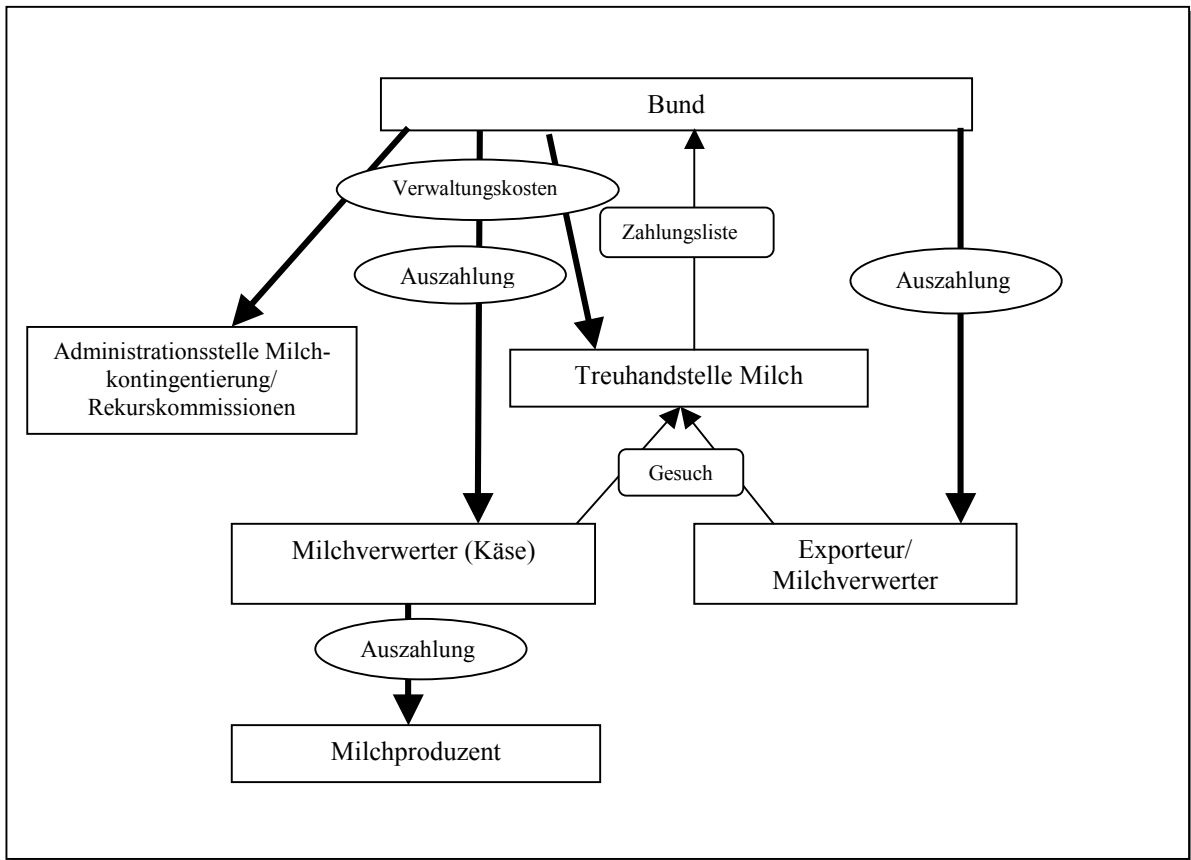 Bund
Verwaltungskosten
Zahlungsliste
Auszahlung
Auszahlung
Administrationsstelle Milch-
kontingentierung/
Rekurskommissionen
Treuhandstelle Milch
Gesuch
Milchverwerter (Käse)
Exporteur/
Milchverwerter
Auszahlung
Milchproduzent